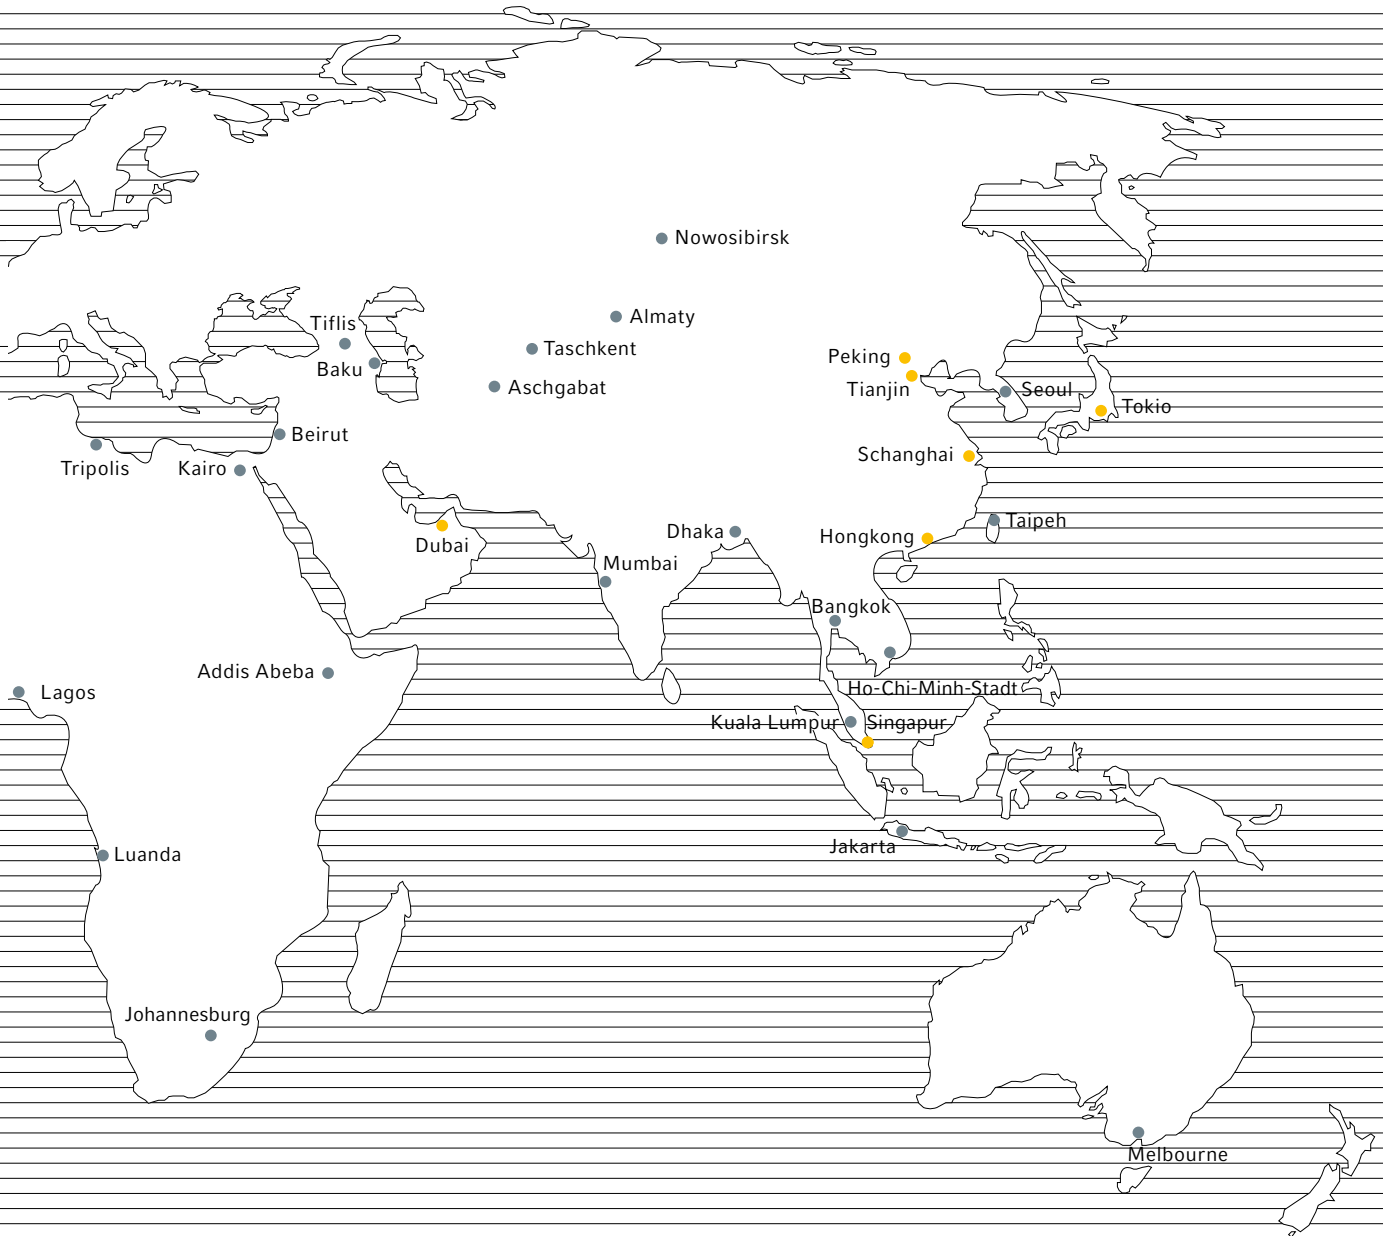 Nowosibirsk
Almaty
Tiflis
Taschkent
Peking
Baku
Aschgabat
Tianjin
Seoul
Tokio
Beirut
Schanghai
Tripolis
Kairo
Taipeh
Dhaka
Hongkong
Dubai
Mumbai
Bangkok
Addis Abeba
Ho-Chi-Minh-Stadt
Lagos
Kuala Lumpur
Singapur
Jakarta
Luanda
Johannesburg
Melbourne